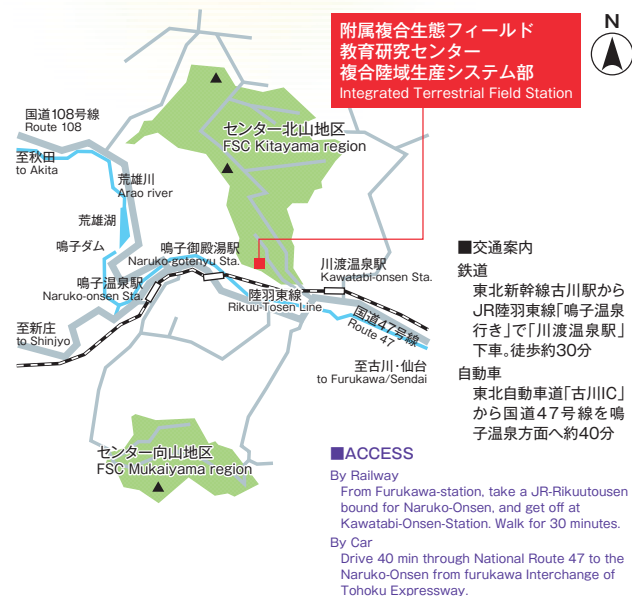 附属複合生態フィールド
教育研究センター
複合陸域生産システム部
Integrated Terrestrial Field Station
N
国道108号線
Route 108
センター北山地区
FSC Kitayama region
至秋田
to Akita
荒雄川
Arao river
荒雄湖
鳴子ダム
鳴子御殿湯駅
Naruko-gotenyu Sta.
川渡温泉駅
Kawatabi-onsen Sta.
鳴子温泉駅
Naruko-onsen Sta.
陸羽東線
Rikuu-Tosen Line
国道47号線
Route 47
至新庄
to Shinjyo
至古川・仙台
to Furukawa/Sendai
センター向山地区
FSC Mukaiyama region
■交通案内
鉄道
東北新幹線古川駅から
JR陸羽東線「鳴子温泉
行き」で「川渡温泉駅」
下車。徒歩約30分
自動車
東北自動車道「古川IC」
から国道47号線を鳴
子温泉方面へ約40分
■ACCESS
By Railway
From Furukawa-station, take a JR-Rikuutousen
bound for Naruko-Onsen, and get off at
Kawatabi-Onsen-Station. Walk for 30 minutes.
By Car
Drive 40 min through National Route 47 to the
Naruko-Onsen from furukawa Interchange of
Tohoku Expressway.